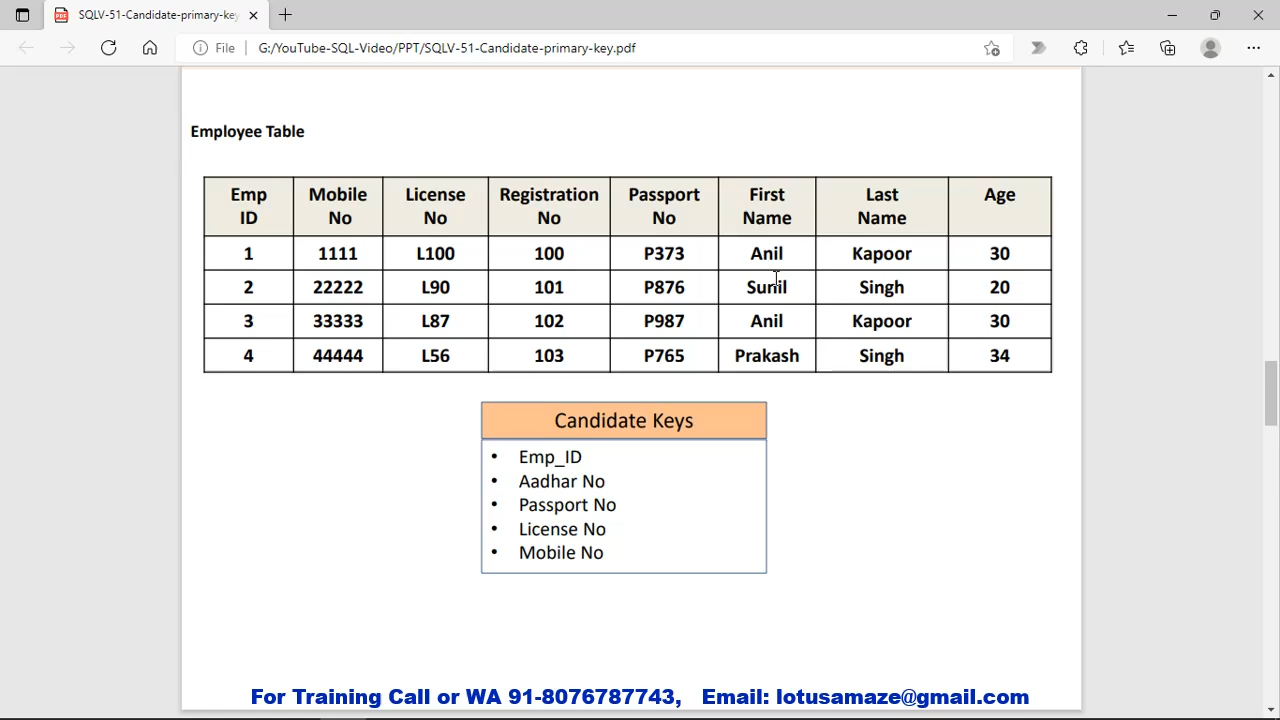 SQLV-51-Candidate-primary-key
File G:/YouTube-SQL-Video/PPT/SQLV-51-Candidate-primary-key.pdf
Employee Table
Emp ID Mobile No License No Registration No Passport No First Name Last Name Age
1 1111 L100 100 P373 Anil Kapoor 30
2 22222 L90 101 P876 Sunil Singh 20
3 33333 L87 102 P987 Anil Kapoor 30
4 44444 L56 103 P765 Prakash Singh 34
Candidate Keys
• Emp_ID
• Aadhar No
• Passport No
• License No
• Mobile No
For Training Call or WA 91-8076787743, Email: lotusamaze@gmail.com